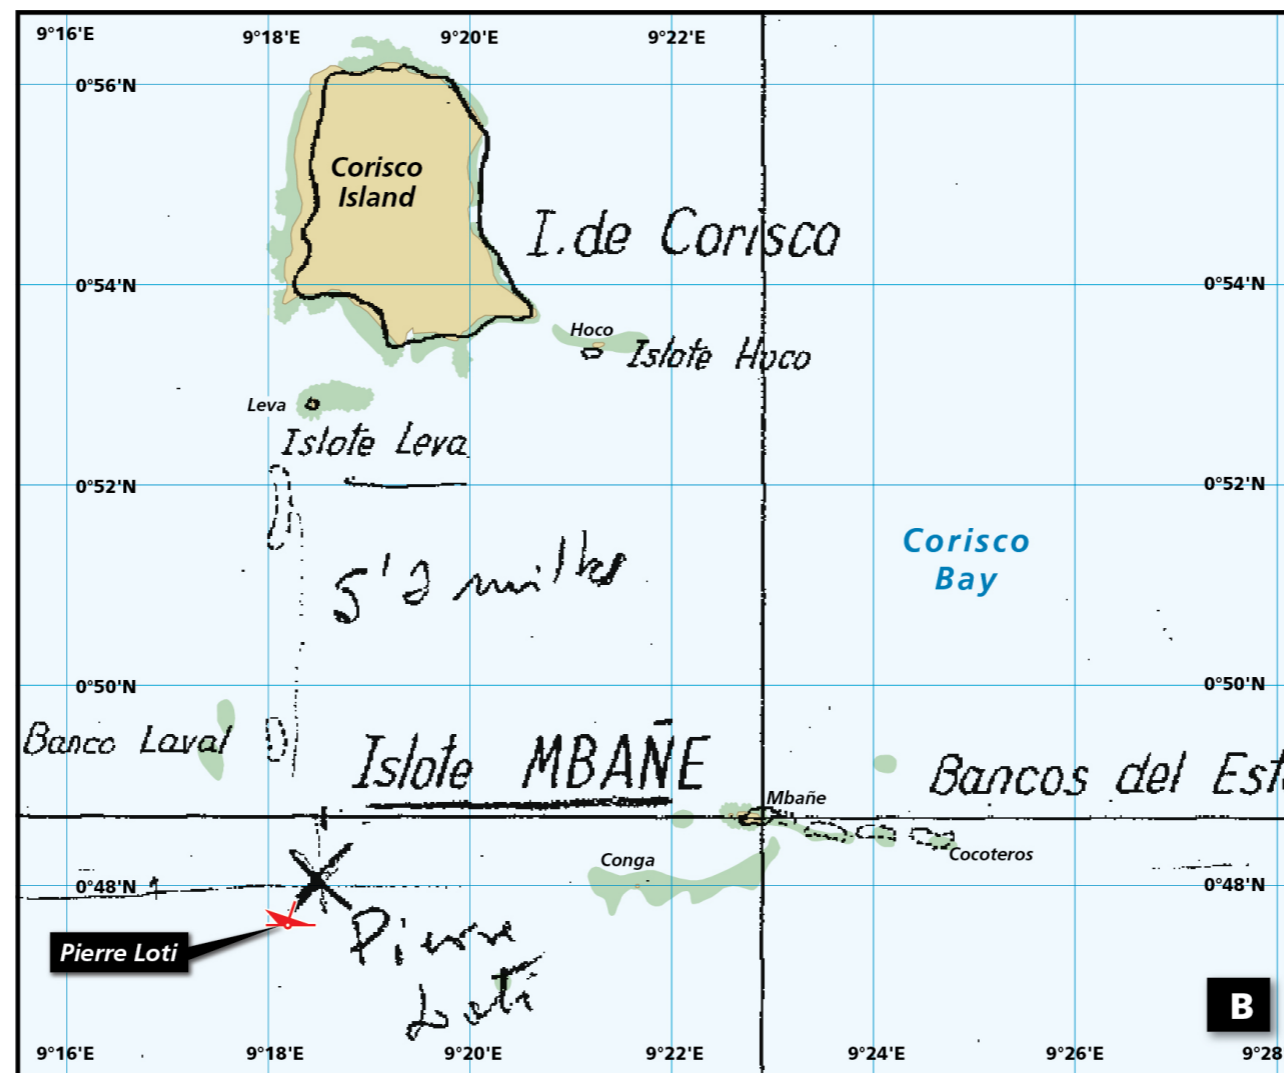 9°16'E
9°18'E
9°20'E
9°22'E
0°56'N
Corisco
Island
I. de Corisco
0°54'N
0°54'N
Hoco
Islote Hoco
Leva
Islote Leva
0°52'N
0°52'N
Corisco
Bay
5'2 millas
0°50'N
0°50'N
Banco Laval
Islote MBAÑE
Bancos del Est
Mbañe
Conga
Cocoteros
0°48'N
0°48'N
Pierre Loti
Pierre
Loti
B
9°16'E
9°18'E
9°20'E
9°22'E
9°24'E
9°26'E
9°28